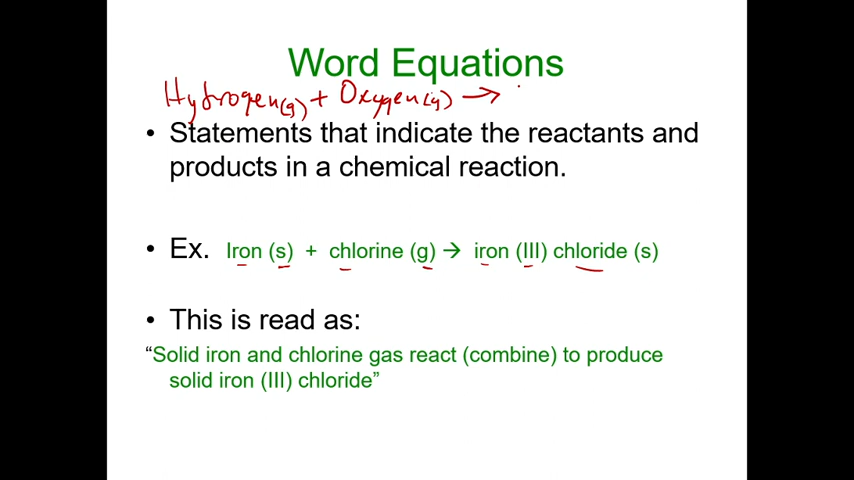 Word Equations
Hydrogen(g) + Oxygen(g) →
• Statements that indicate the reactants and
products in a chemical reaction.
• Ex. Iron (s) + chlorine (g) → iron (III) chloride (s)
• This is read as:
“Solid iron and chlorine gas react (combine) to produce
solid iron (III) chloride”